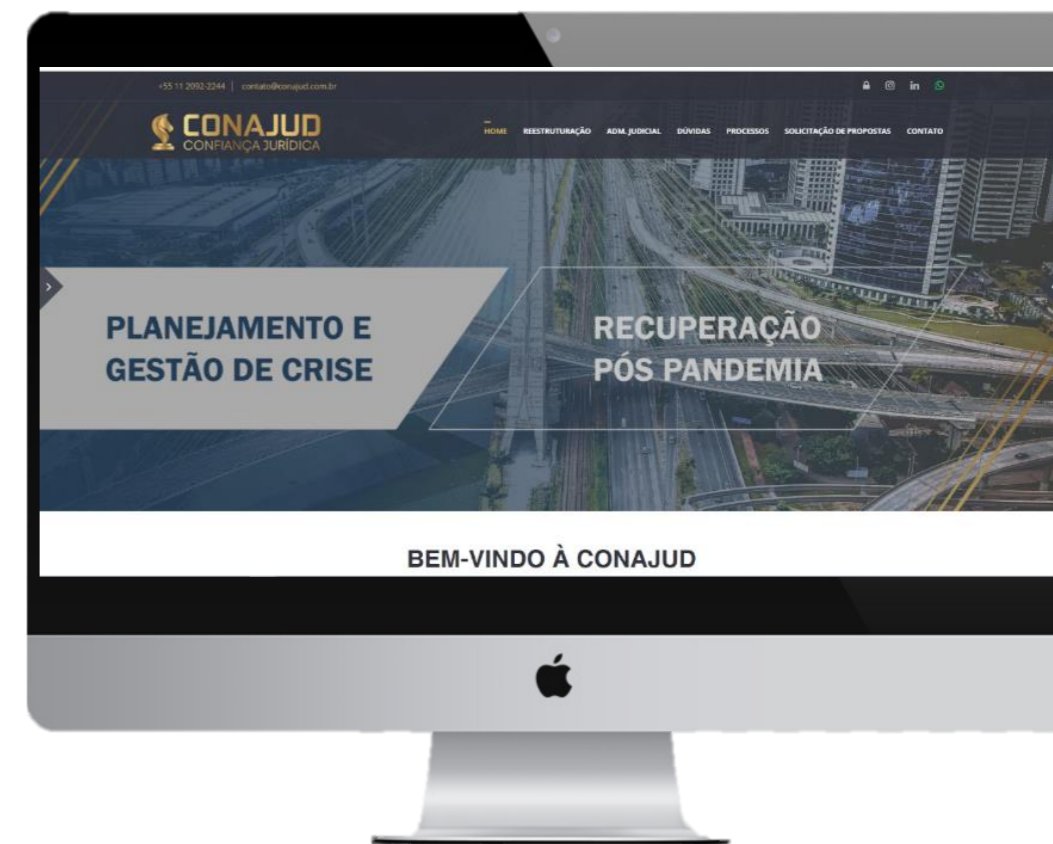 +55 11 2092-2244 | contato@conajud.com.br
CONAJUD
CONFIANÇA JURÍDICA
HOME REESTRUTURAÇÃO ADM. JUDICIAL DÚVIDAS PROCESSOS SOLICITAÇÃO DE PROPOSTAS CONTATO
PLANEJAMENTO E
GESTÃO DE CRISE
RECUPERAÇÃO
PÓS PANDEMIA
BEM-VINDO À CONAJUD